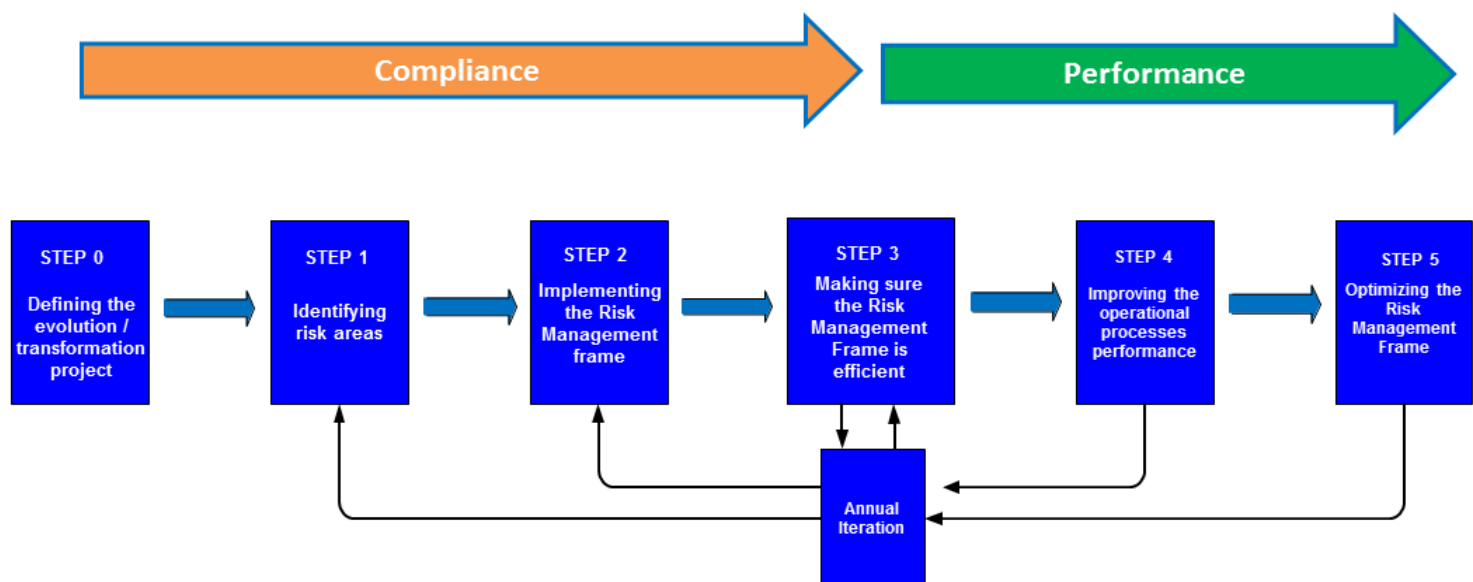 Compliance
Performance
STEP 0
Defining the
evolution /
transformation
project
STEP 1
Identifying
risk areas
STEP 2
Implementing
the Risk
Management
frame
STEP 3
Making sure
the Risk
Management
Frame is
efficient
STEP 4
Improving the
operational
processes
performance
STEP 5
Optimizing the
Risk
Management
Frame
Annual
Iteration